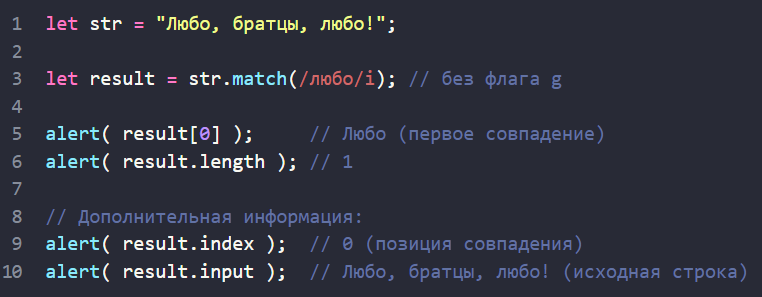 1 let str = "Любо, братцы, любо!";
2
3 let result = str.match(/любо/i); // без флага g
4
5 alert( result[0] );     // Любо (первое совпадение)
6 alert( result.length ); // 1
7
8 // Дополнительная информация:
9 alert( result.index );  // 0 (позиция совпадения)
10 alert( result.input );  // Любо, братцы, любо! (исходная строка)